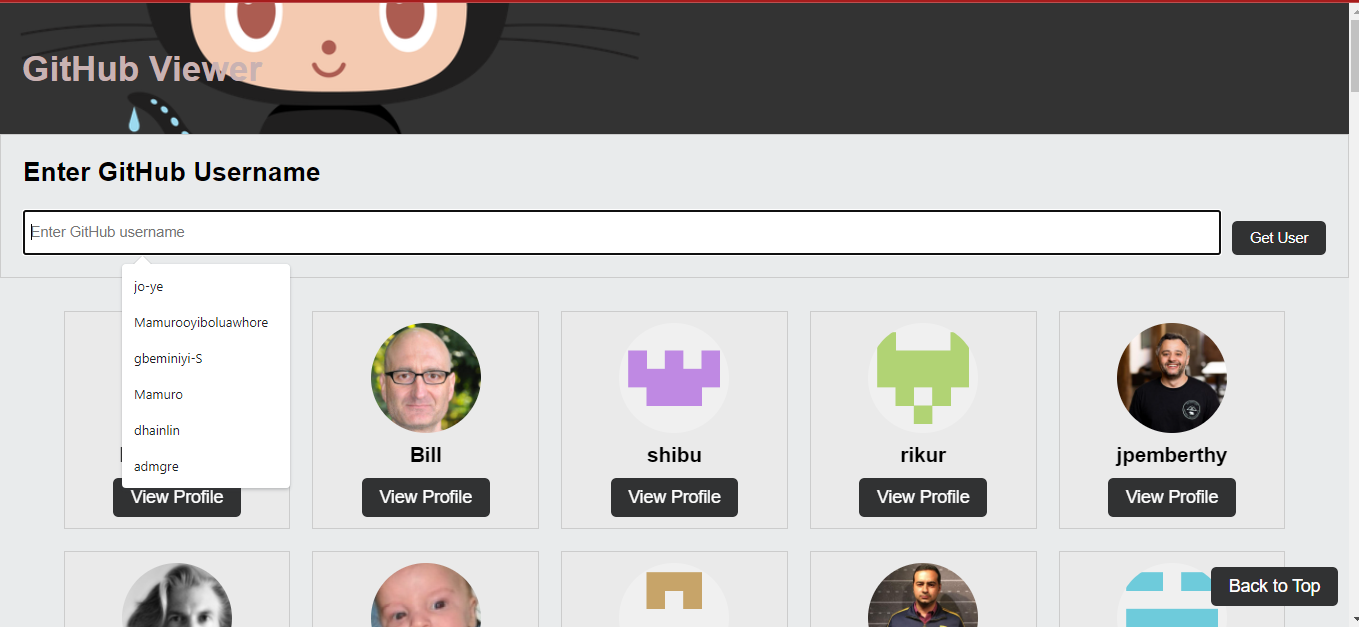 GitHub Viewer
Enter GitHub Username
Enter GitHub username
Get User
jo-ye
Mamurooyiboluawhore
gbeminiyi-S
Mamuro
dhainlin
admgre
Bill
shibu
rikur
jpemberthy
View Profile
View Profile
View Profile
View Profile
View Profile
Back to Top